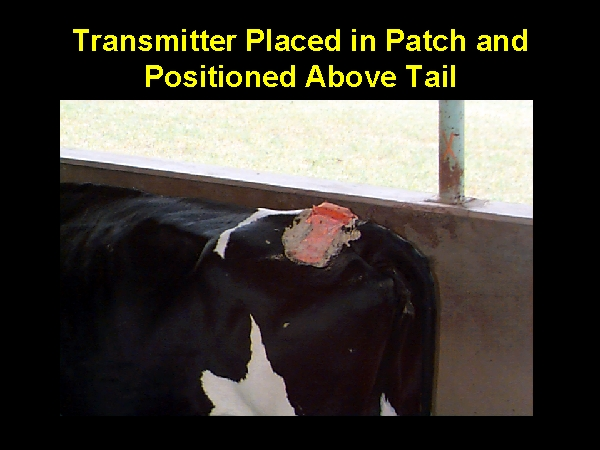 Transmitter Placed in Patch and
Positioned Above Tail